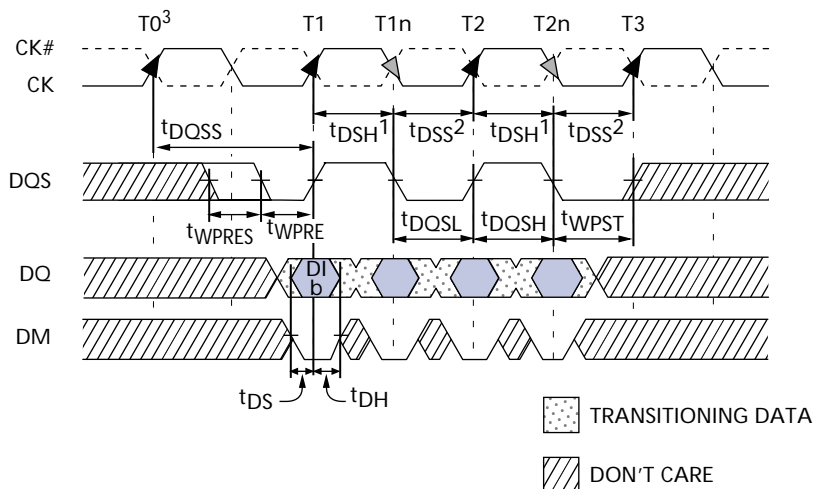 T0³ T1 T1n T2 T2n T3
CK#
CK
tDQSS tDSH¹ tDSS² tDSH¹ tDSS²
DQS
tWPRES tWPRE tDQSL tDQSH tWPST
DQ DI
b
DM
tDS tDH
TRANSITIONING DATA
DON'T CARE